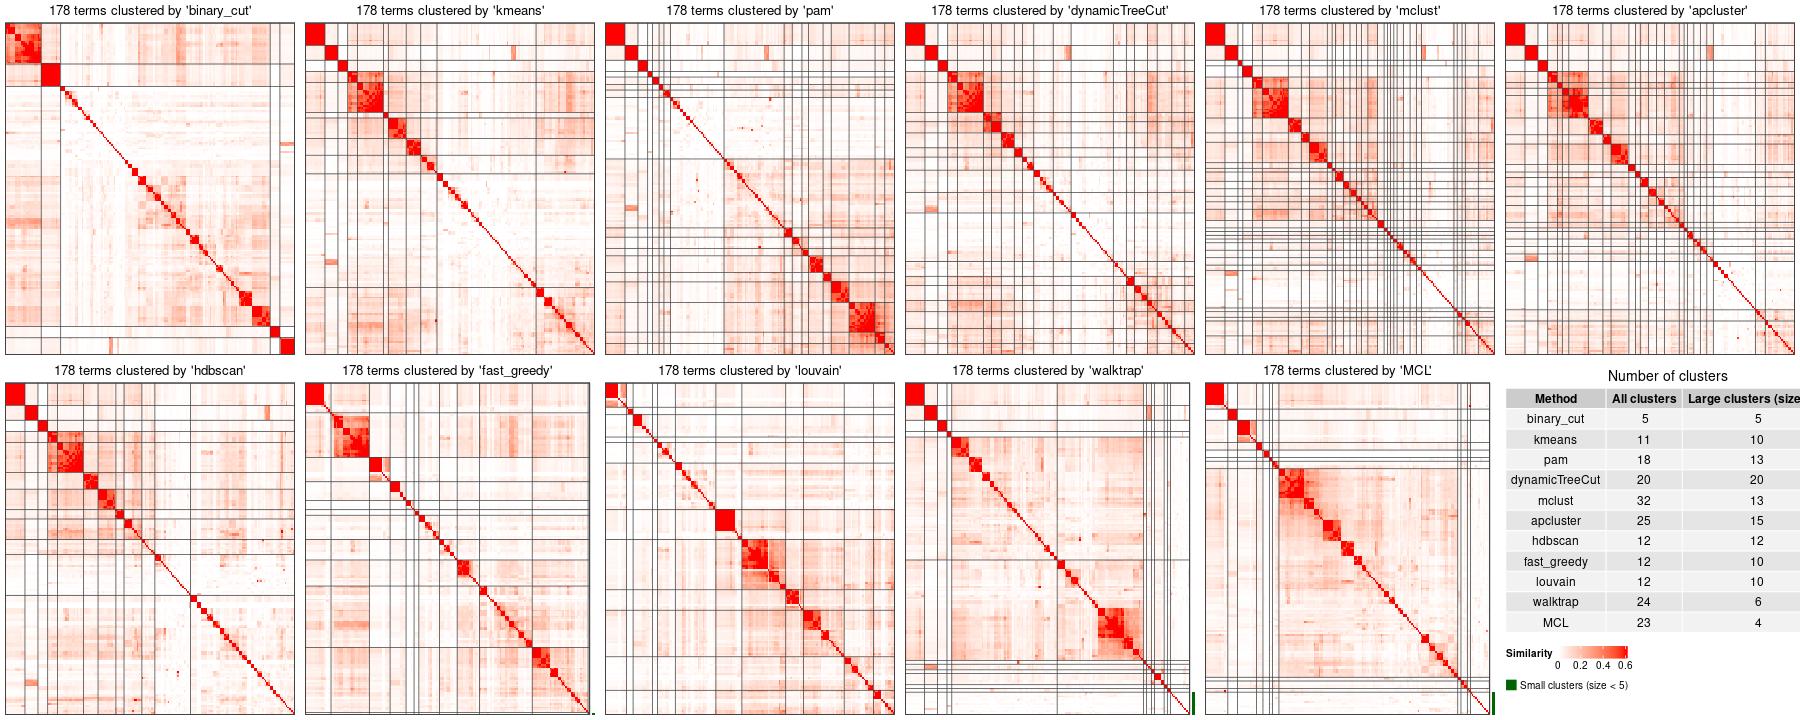 178 terms clustered by 'binary_cut'
178 terms clustered by 'kmeans'
178 terms clustered by 'pam'
178 terms clustered by 'dynamicTreeCut'
178 terms clustered by 'mclust'
178 terms clustered by 'apcluster'
178 terms clustered by 'hdbscan'
178 terms clustered by 'fast_greedy'
178 terms clustered by 'louvain'
178 terms clustered by 'walktrap'
178 terms clustered by 'MCL'
Number of clusters
Method All clusters Large clusters (size
binary_cut 5 5
kmeans 11 10
pam 18 13
dynamicTreeCut 20 20
mclust 32 13
apcluster 25 15
hdbscan 12 12
fast_greedy 12 10
louvain 12 10
walktrap 24 6
MCL 23 4
Similarity
0 0.2 0.4 0.6
Small clusters (size < 5)